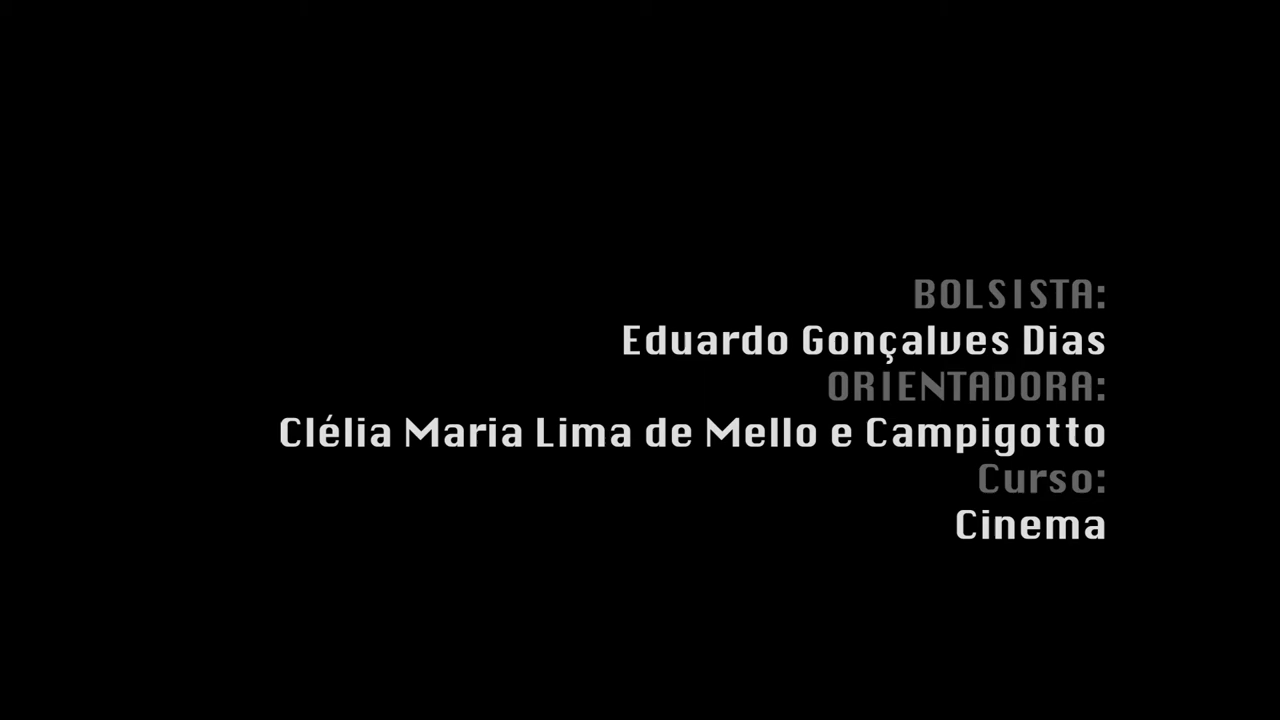 BOLSISTA:
Eduardo Gonçalves Dias
ORIENTADORA:
Clélia Maria Lima de Mello e Campigotto
Curso:
Cinema